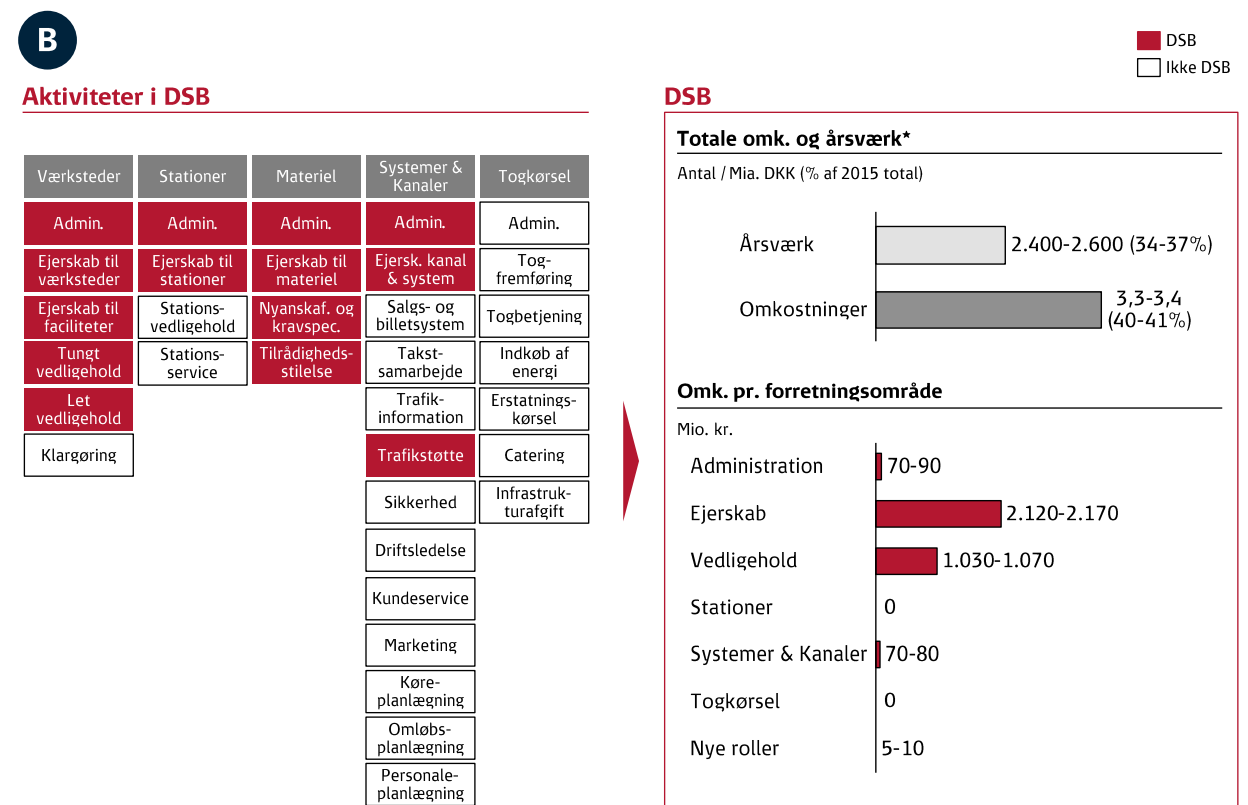 B
DSB
Ikke DSB
Aktiviteter i DSB
Værksteder
Stationer
Materiel
Systemer &
Kanaler
Togkørsel
Admin.
Admin.
Admin.
Admin.
Admin.
Ejerskab til
værksteder
Ejerskab til
stationer
Ejerskab til
materiel
Ejersk. kanal
& system
Tog-
fremføring
Ejerskab til
faciliteter
Stations-
vedligehold
Nyanskaf. og
kravspec.
Salgs- og
billetsystem
Togbetjening
Tungt
vedligehold
Stations-
service
Tilrådigheds-
stilelse
Takst-
samarbejde
Indkøb af
energi
Let
vedligehold
Trafik-
information
Erstatnings-
kørsel
Klargøring
Trafikstøtte
Catering
Sikkerhed
Infrastruk-
turafgift
Driftsledelse
Kundeservice
Marketing
Køre-
planlægning
Omløbs-
planlægning
Personale-
planlægning
DSB
Totale omk. og årsværk*
Antal / Mia. DKK (% af 2015 total)
Årsværk
2.400-2.600 (34-37%)
Omkostninger
3,3-3,4
(40-41%)
Omk. pr. forretningsområde
Mio. kr.
Administration
70-90
Ejerskab
2.120-2.170
Vedligehold
1.030-1.070
Stationer
0
Systemer & Kanaler
70-80
Togkørsel
0
Nye roller
5-10